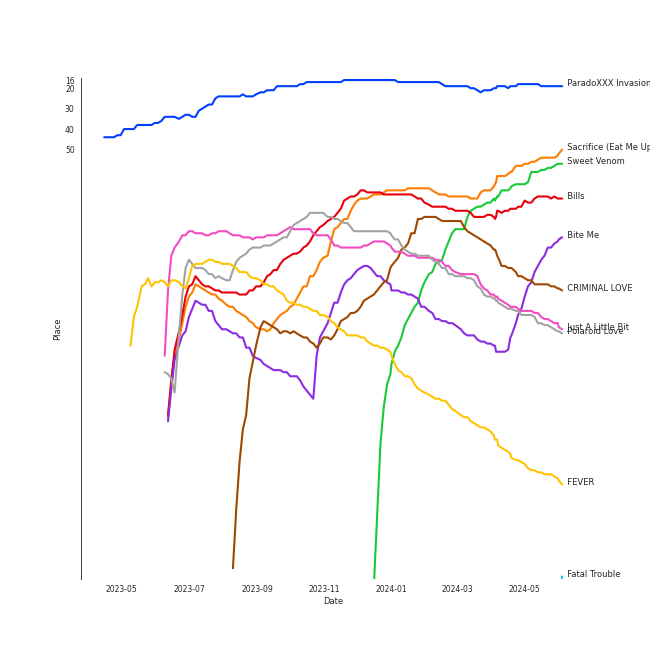 16
20
30
40
50
Place
ParadoXXX Invasion
Sacrifice (Eat Me Up
Sweet Venom
Bills
Bite Me
CRIMINAL LOVE
Just A Little Bit
Polaroid Love
FEVER
Fatal Trouble
2023-05
2023-07
2023-09
2023-11
2024-01
2024-03
2024-05
Date